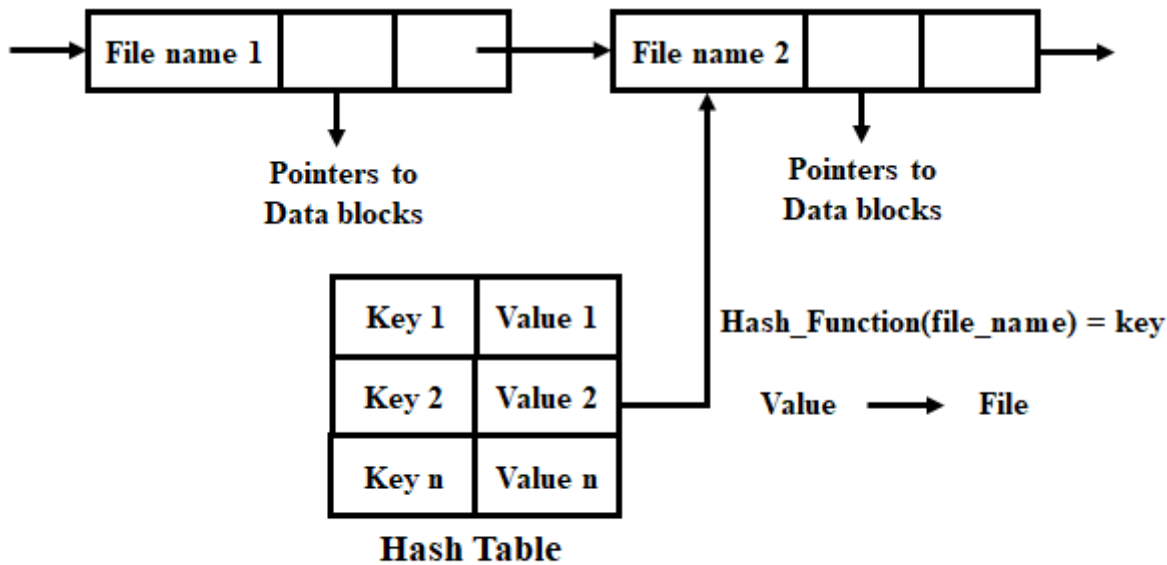 File name 1
File name 2
Pointers to
Data blocks
Pointers to
Data blocks
Key 1 Value 1
Key 2 Value 2
Key n Value n
Hash Table
Hash_Function(file_name) = key
Value File